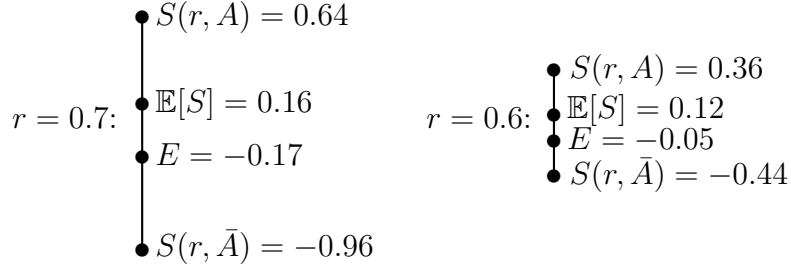 r = 0.7:
S(r, A) = 0.64
𝔼[S] = 0.16
E = −0.17
S(r, Ā) = −0.96
r = 0.6:
S(r, A) = 0.36
𝔼[S] = 0.12
E = −0.05
S(r, Ā) = −0.44